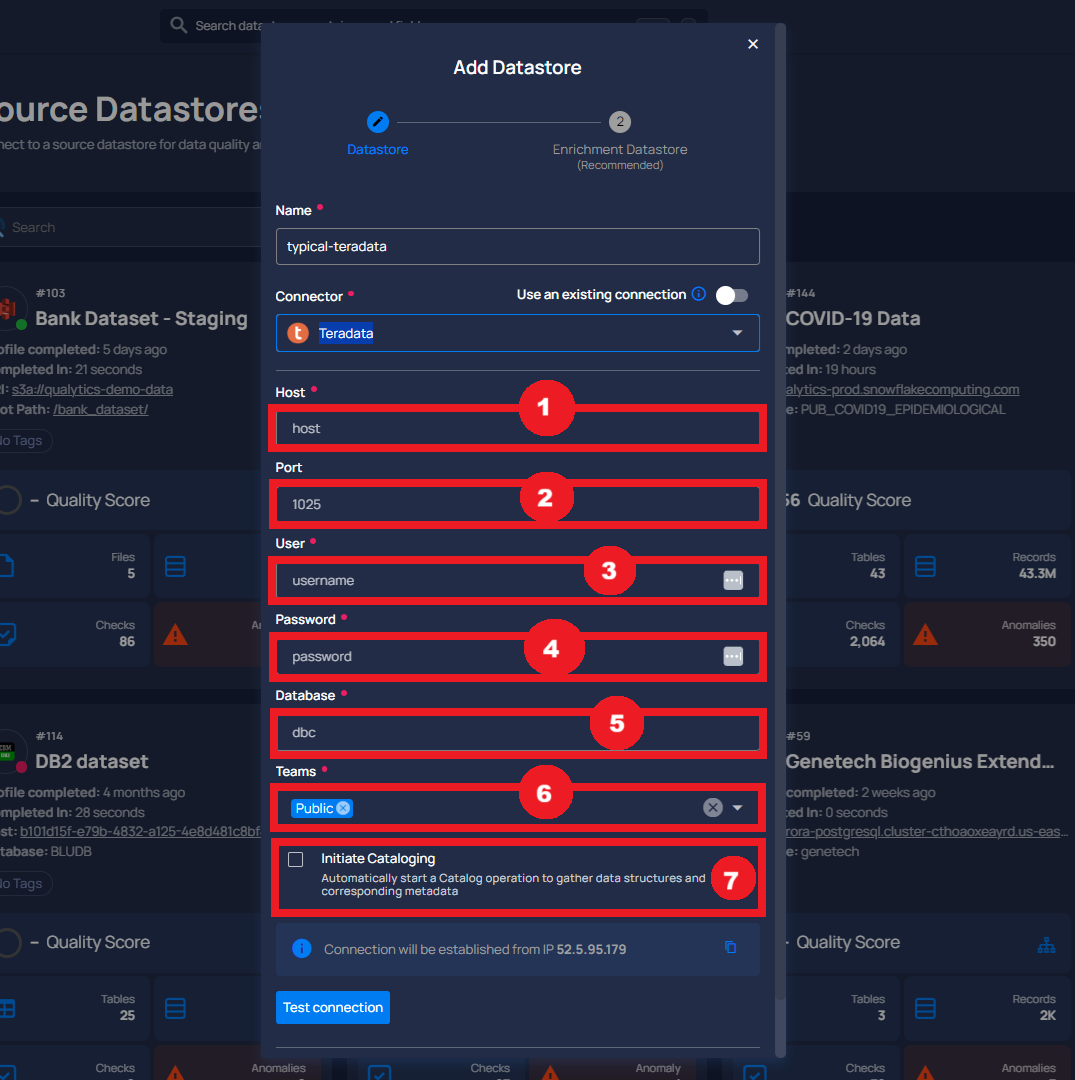 Search data
Add Datastore
ource Datastores
nect to a source datastore for data quality an
2
Datastore
Enrichment Datastore
(Recommended)
Name
Search
typical-teradata
#103
Bank Dataset - Staging
ofile completed: 5 days ago
mpleted In: 21 seconds
s3a://qualytics-demo-data
ot Path: /bank_dataset/
No Tags
– Quality Score
Files
5
Checks
86
Connector
Use an existing connection
Teradata
Host
1
host
Port
2
1025
User
3
username
Password
4
password
Database
5
dbc
Teams
6
Public
Initiate Cataloging
Automatically start a Catalog operation to gather data structures and
corresponding metadata
7
Connection will be established from IP 52.5.95.179
Test connection
#144
COVID-19 Data
mpleted: 2 days ago
ed In: 19 hours
alytics-prod.snowflakecomputing.com
e: PUB_COVID19_EPIDEMIOLOGICAL
56 Quality Score
Tables
43
Records
43.3M
Checks
2,064
Anomalies
350
#114
DB2 dataset
ofile completed: 4 months ago
mpleted In: 28 seconds
st: b101d15f-e79b-4832-a125-4e8d481c8bf
tabase: BLUDB
No Tags
– Quality Score
Tables
25
Checks
Anomalies
Checks
Anomaly
#59
Genetech Biogenius Extend...
completed: 2 weeks ago
ed In: 0 seconds
rora-postgresql.cluster-cthoaoxeayrd.us-eas...
e: genetech
Quality Score
Tables
3
Records
2K
Checks
Anomalies